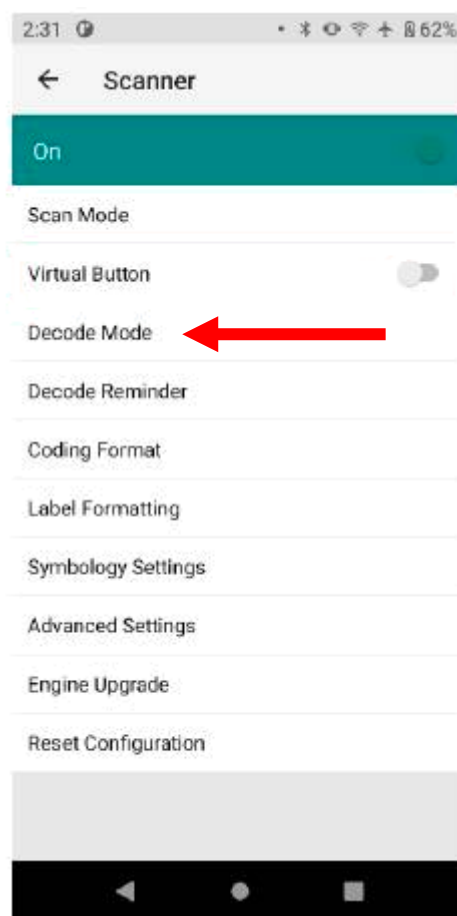 2:31 62%
Scanner
On
Scan Mode
Virtual Button
Decode Mode
Decode Reminder
Coding Format
Label Formatting
Symbology Settings
Advanced Settings
Engine Upgrade
Reset Configuration